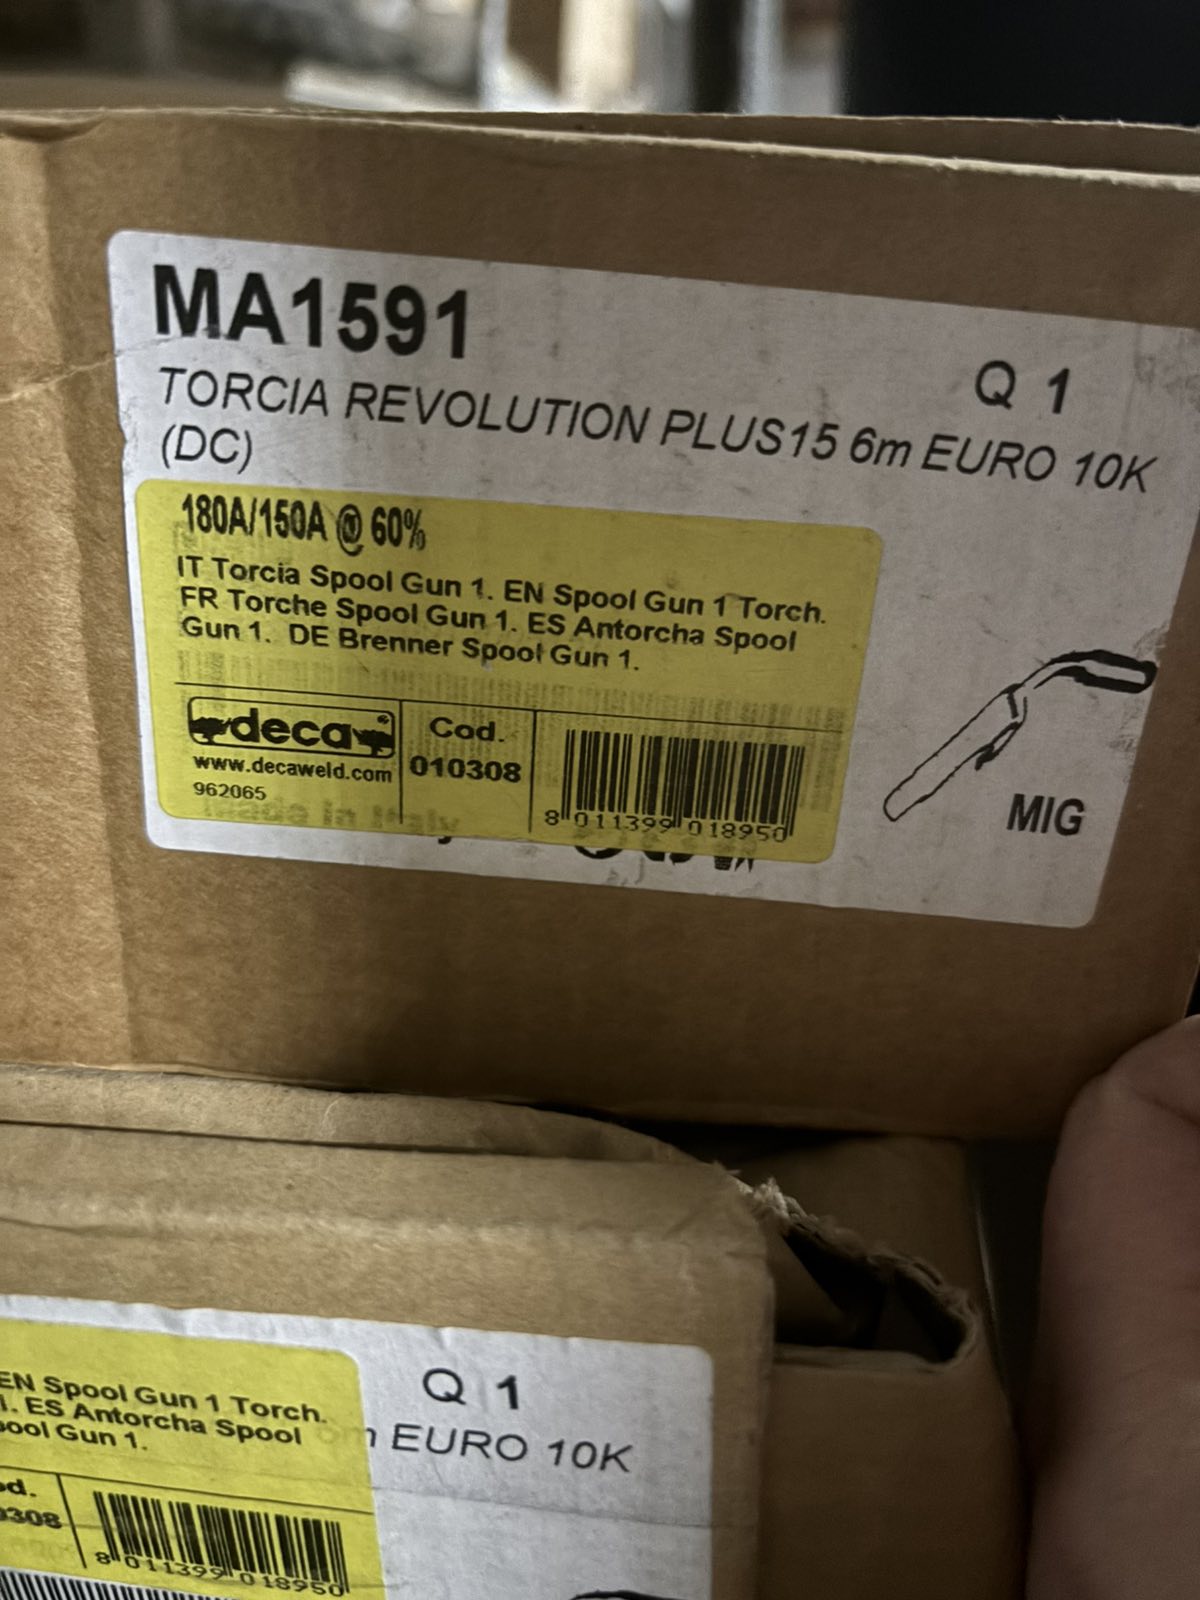 MA1591
Q 1
TORCIA REVOLUTION PLUS15 6m EURO 10K
(DC)
180A/150A @ 60%
IT Torcia Spool Gun 1. EN Spool Gun 1 Torch.
FR Torche Spool Gun 1. ES Antorcha Spool
Gun 1. DE Brenner Spool Gun 1.
deca®
www.decaweld.com
962065
Cod.
010308
8 011399 018950
MIG
EN Spool Gun 1 Torch.
1. ES Antorcha Spool
Gun 1.
Q 1
EURO 10K
8 011399 018950